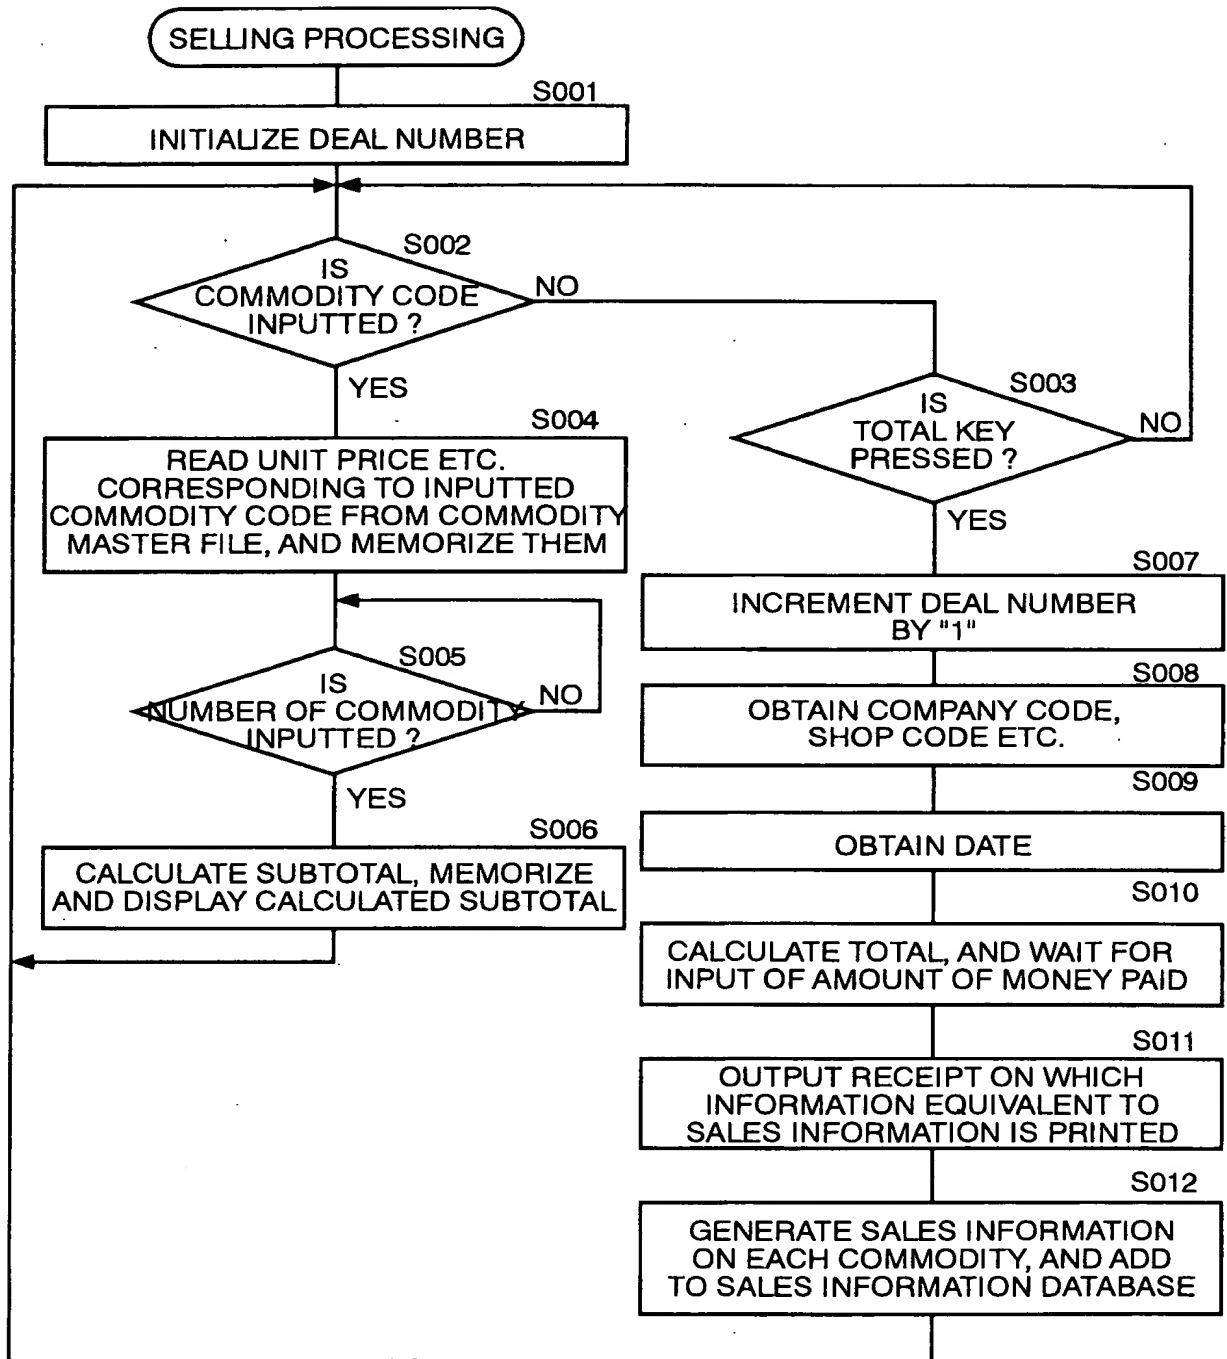 SELLING PROCESSING
S001
INITIALIZE DEAL NUMBER
S002
IS
COMMODITY CODE
INPUTTED ?
NO
YES
S003
IS
TOTAL KEY
PRESSED ?
NO
YES
S004
READ UNIT PRICE ETC.
CORRESPONDING TO INPUTTED
COMMODITY CODE FROM COMMODITY
MASTER FILE, AND MEMORIZE THEM
S005
IS
NUMBER OF COMMODITY
INPUTTED ?
NO
YES
S006
CALCULATE SUBTOTAL, MEMORIZE
AND DISPLAY CALCULATED SUBTOTAL
S007
INCREMENT DEAL NUMBER
BY "1"
S008
OBTAIN COMPANY CODE,
SHOP CODE ETC.
S009
OBTAIN DATE
S010
CALCULATE TOTAL, AND WAIT FOR
INPUT OF AMOUNT OF MONEY PAID
S011
OUTPUT RECEIPT ON WHICH
INFORMATION EQUIVALENT TO
SALES INFORMATION IS PRINTED
S012
GENERATE SALES INFORMATION
ON EACH COMMODITY, AND ADD
TO SALES INFORMATION DATABASE